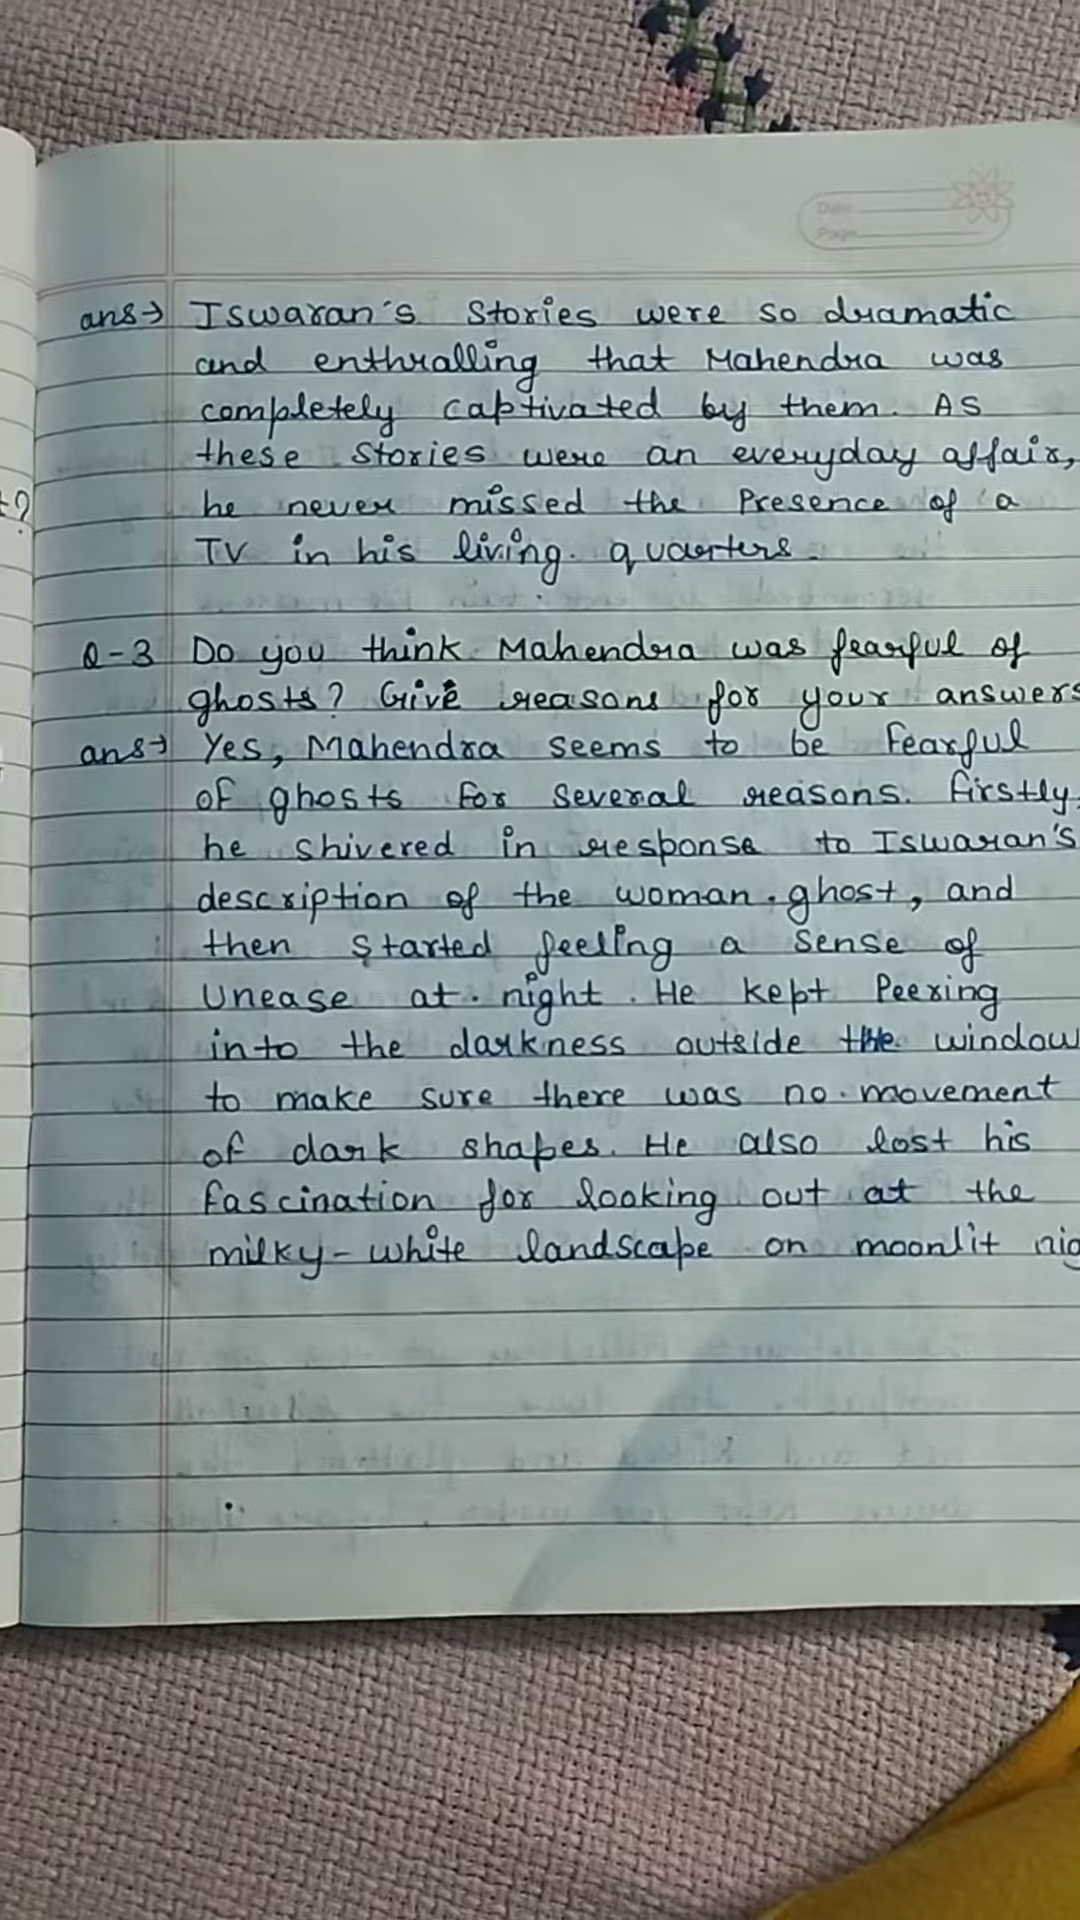 Date
Page
ans→ Iswaran's stories were so dramatic
and enthralling that Mahendra was
completely captivated by them. As
these stories were an everyday affair,
he never missed the Presence of a
TV in his living quarters.
Q-3 Do you think Mahendra was fearful of
ghosts? Give reasons for your answers
ans→ Yes, Mahendra seems to be fearful
of ghosts for several reasons. firstly,
he shivered in response to Iswaran's
description of the woman ghost, and
then started feeling a sense of
Unease at night. He kept Peering
into the darkness outside the window
to make sure there was no movement
of dark shapes. He also lost his
fascination for looking out at the
milky-white landscape on moonlit